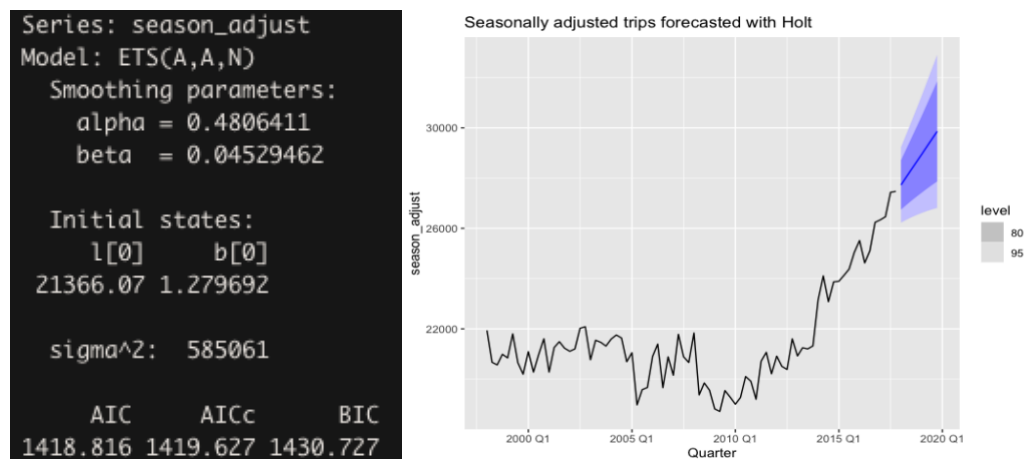 Series: season_adjust
Model: ETS(A,A,N)
Smoothing parameters:
alpha = 0.4806411
beta = 0.04529462
Initial states:
l[0] b[0]
21366.07 1.279692
sigma^2: 585061
AIC AICc BIC
1418.816 1419.627 1430.727
Seasonally adjusted trips forecasted with Holt
30000
26000
22000
season_adjust
2000 Q1 2005 Q1 2010 Q1 2015 Q1 2020 Q1
Quarter
level
80
95